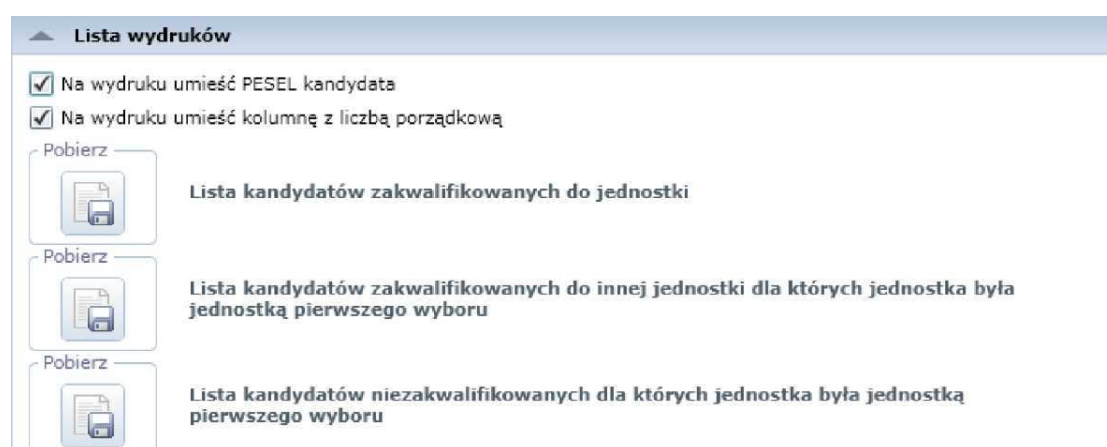 Lista wydruków
Na wydruku umieść PESEL kandydata
Na wydruku umieść kolumnę z liczbą porządkową
Pobierz
Lista kandydatów zakwalifikowanych do jednostki
Pobierz
Lista kandydatów zakwalifikowanych do innej jednostki dla których jednostka była
jednostką pierwszego wyboru
Pobierz
Lista kandydatów niezakwalifikowanych dla których jednostka była jednostką
pierwszego wyboru